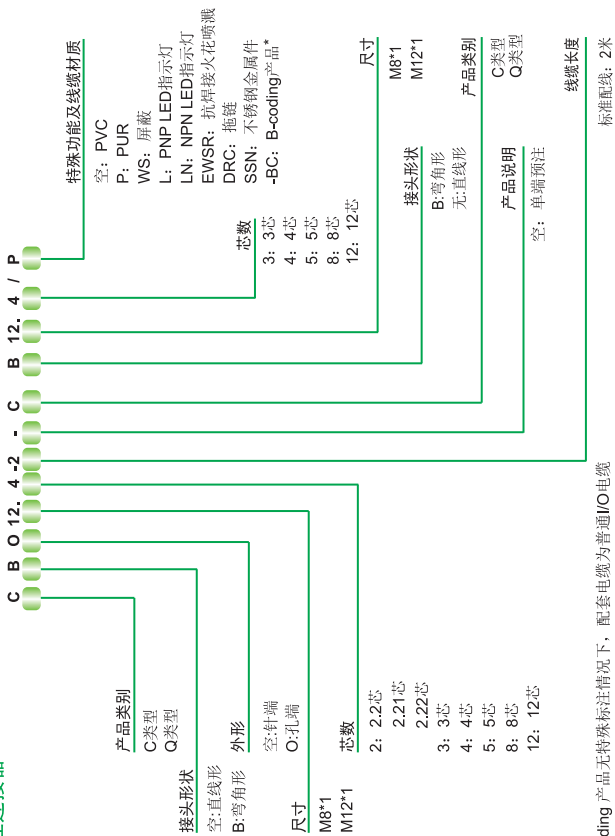 连接器
C B O 12. 4 -2 - C B 12. 4 / P
产品类别
C类型
Q类型
接头形状
空:直线形
B:弯角形
外形
空:针端
O:孔端
尺寸
M8*1
M12*1
芯数
2: 2.2芯
2.21芯
2.22芯
3: 3芯
4: 4芯
5: 5芯
8: 8芯
12: 12芯
特殊功能及线缆材质
空: PVC
P: PUR
WS: 屏蔽
L: PNP LED指示灯
LN: NPN LED指示灯
EWSR: 抗焊接火花喷溅
DRC: 拖链
SSN: 不锈钢金属件
-BC: B-coding产品*
芯数
3: 3芯
4: 4芯
5: 5芯
8: 8芯
12: 12芯
尺寸
M8*1
M12*1
接头形状
B:弯角形
无:直线形
产品类别
C类型
Q类型
产品说明
空: 单端预注
线缆长度
标准配线: 2米
ding 产品无特殊标注情况下，配套电缆为普通I/O电缆